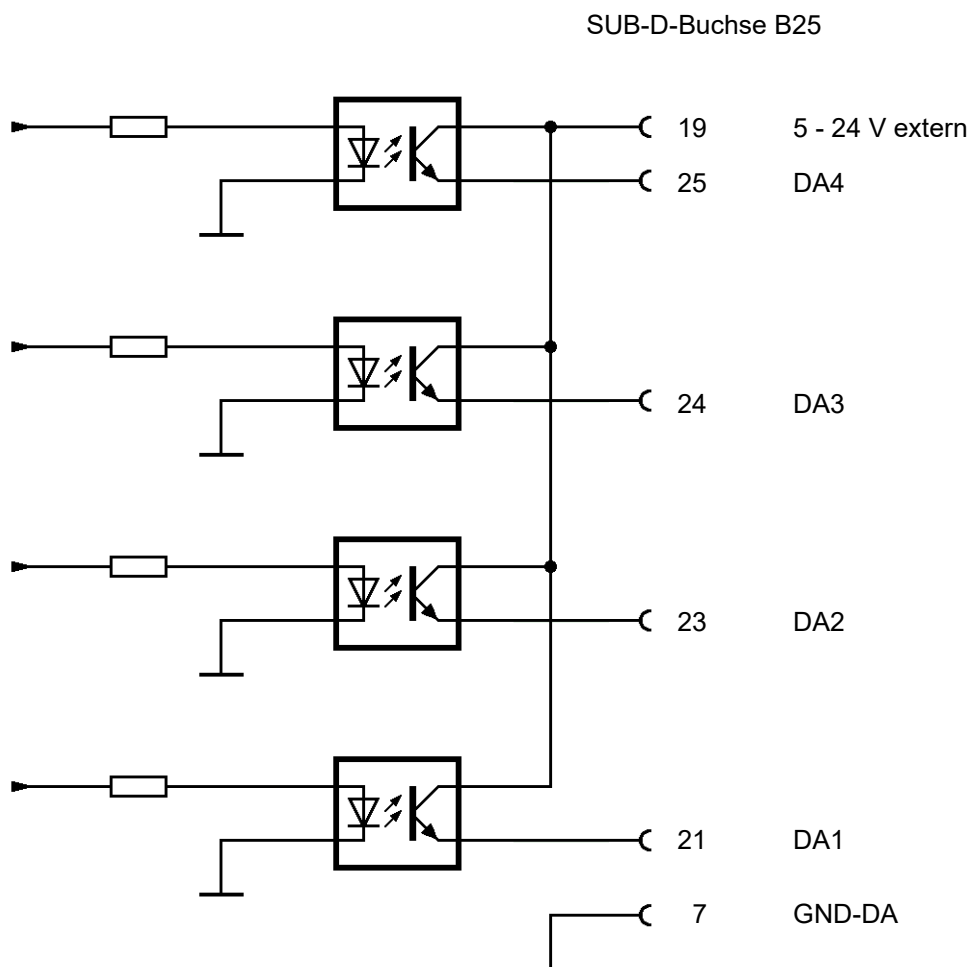 SUB-D-Buchse B25
19 5 - 24 V extern
25 DA4
24 DA3
23 DA2
21 DA1
7 GND-DA